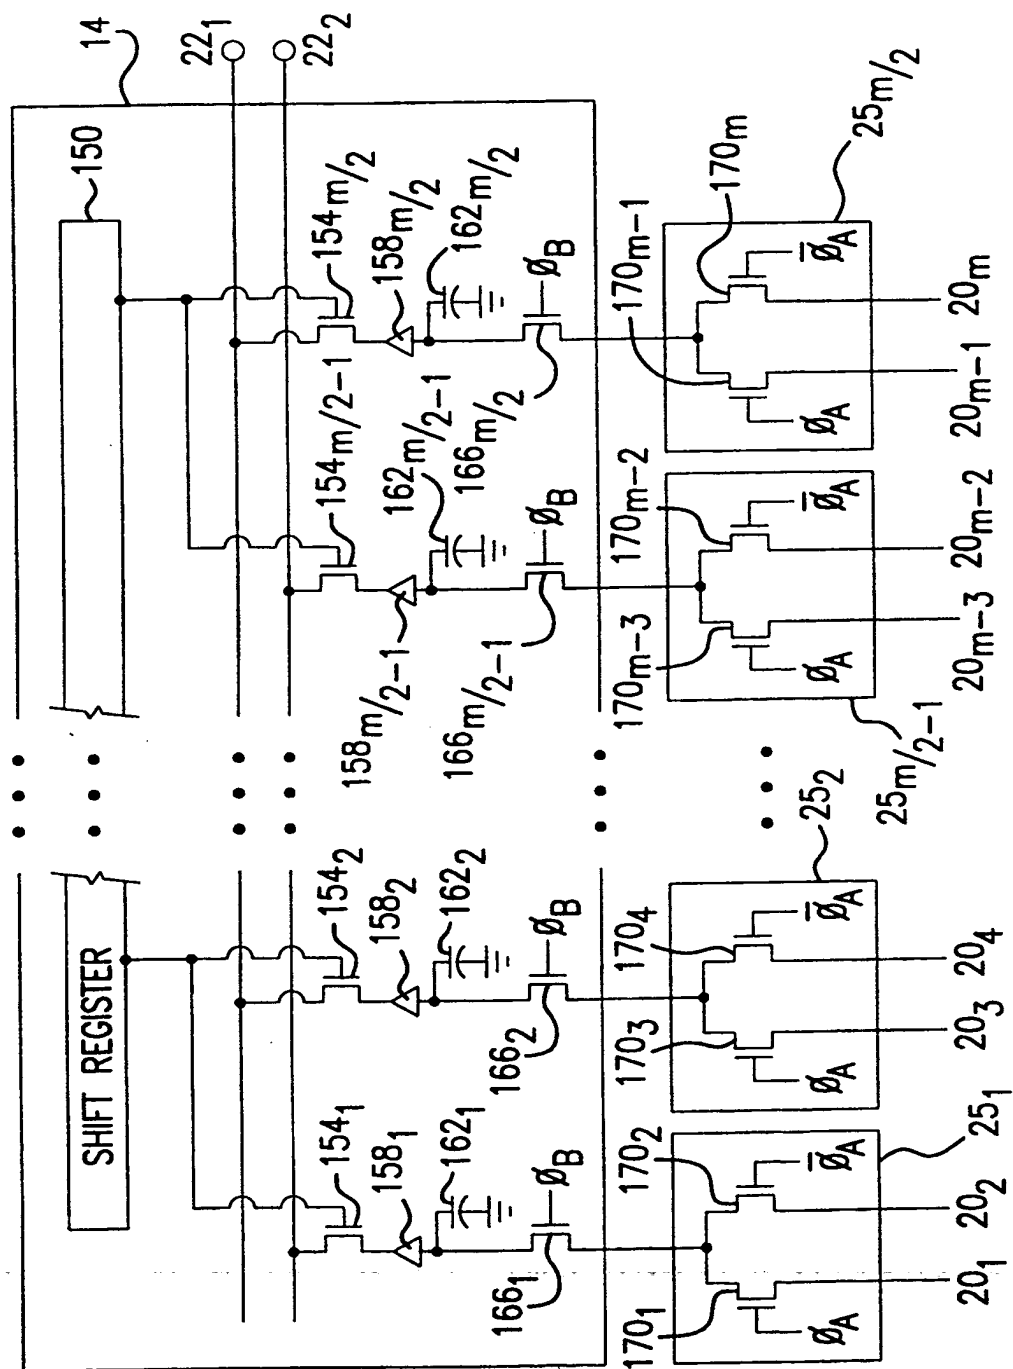 14
22₁
22₂
150
SHIFT REGISTER
154₁
154₂
154m/2-1
154m/2
158₁
158₂
158m/2-1
158m/2
162₁
162₂
162m/2-1
162m/2
166₁
166₂
166m/2-1
166m/2
ØB
ØB
ØB
ØB
170₁
170₂
170₃
170₄
170m-3
170m-2
170m-1
170m
ØA
Ø̅A
ØA
Ø̅A
ØA
Ø̅A
ØA
Ø̅A
25₁
25₂
25m/2-1
25m/2
20₁
20₂
20₃
20₄
20m-3
20m-2
20m-1
20m